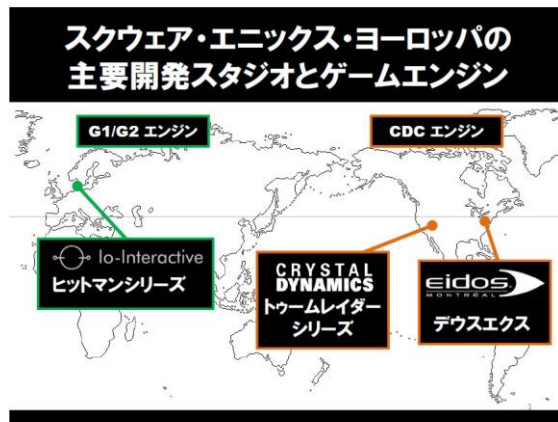 スクウェア・エニックス・ヨーロッパの
主要開発スタジオとゲームエンジン
G1/G2 エンジン
CDC エンジン
Io-Interactive
ヒットマンシリーズ
CRYSTAL
DYNAMICS
トゥームレイダー
シリーズ
eidos
MONTREAL
デウスエクス